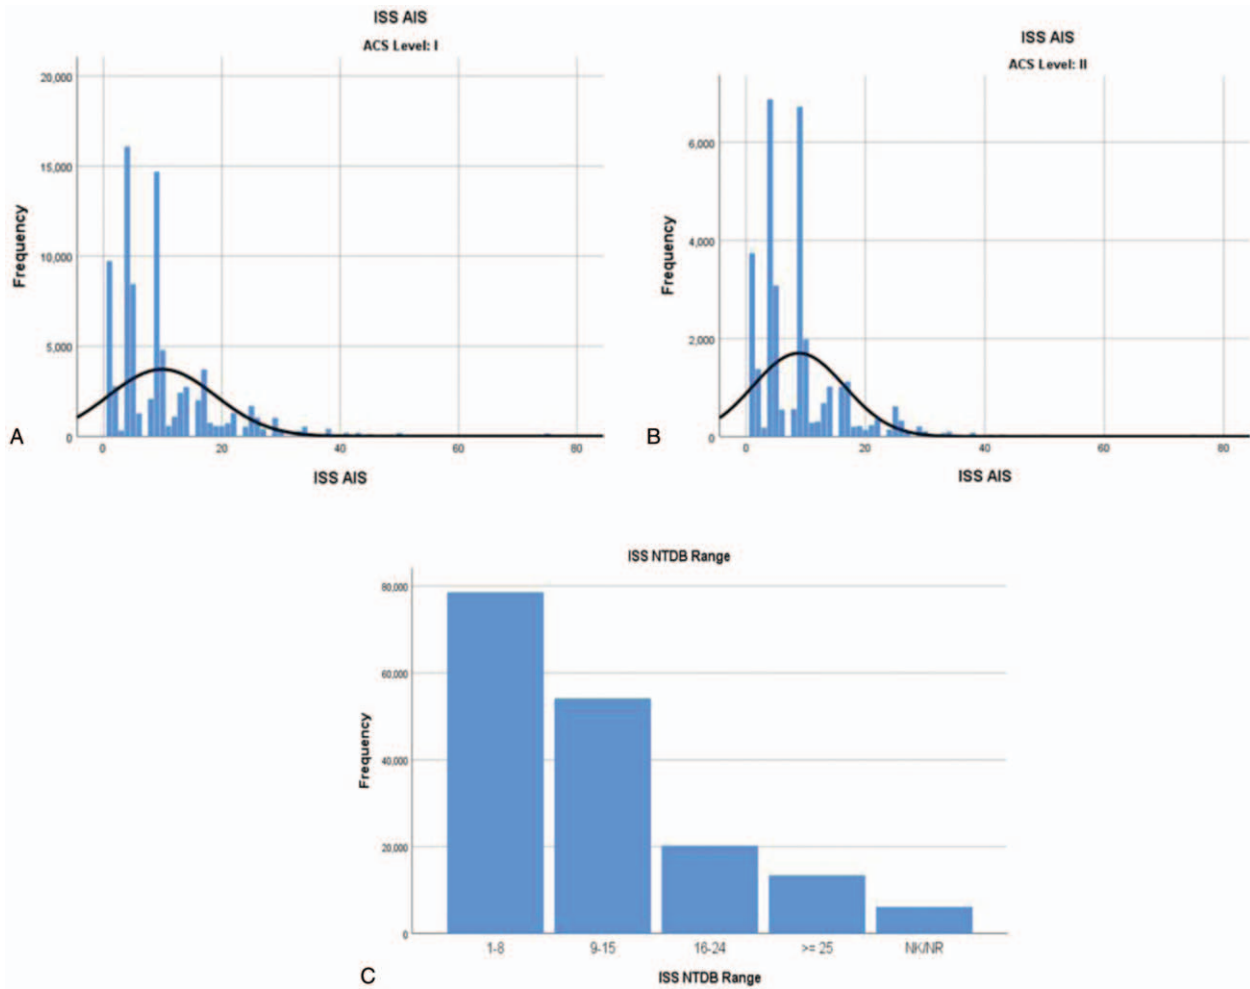 ISS AIS
ACS Level: I
20,000
15,000
10,000
5,000
0
Frequency
0 20 40 60 80
ISS AIS
A
ISS AIS
ACS Level: II
6,000
4,000
2,000
0
Frequency
0 20 40 60 80
ISS AIS
B
ISS NTDB Range
80,000
60,000
40,000
20,000
0
Frequency
1-8 9-15 16-24 >= 25 NK/NR
ISS NTDB Range
C